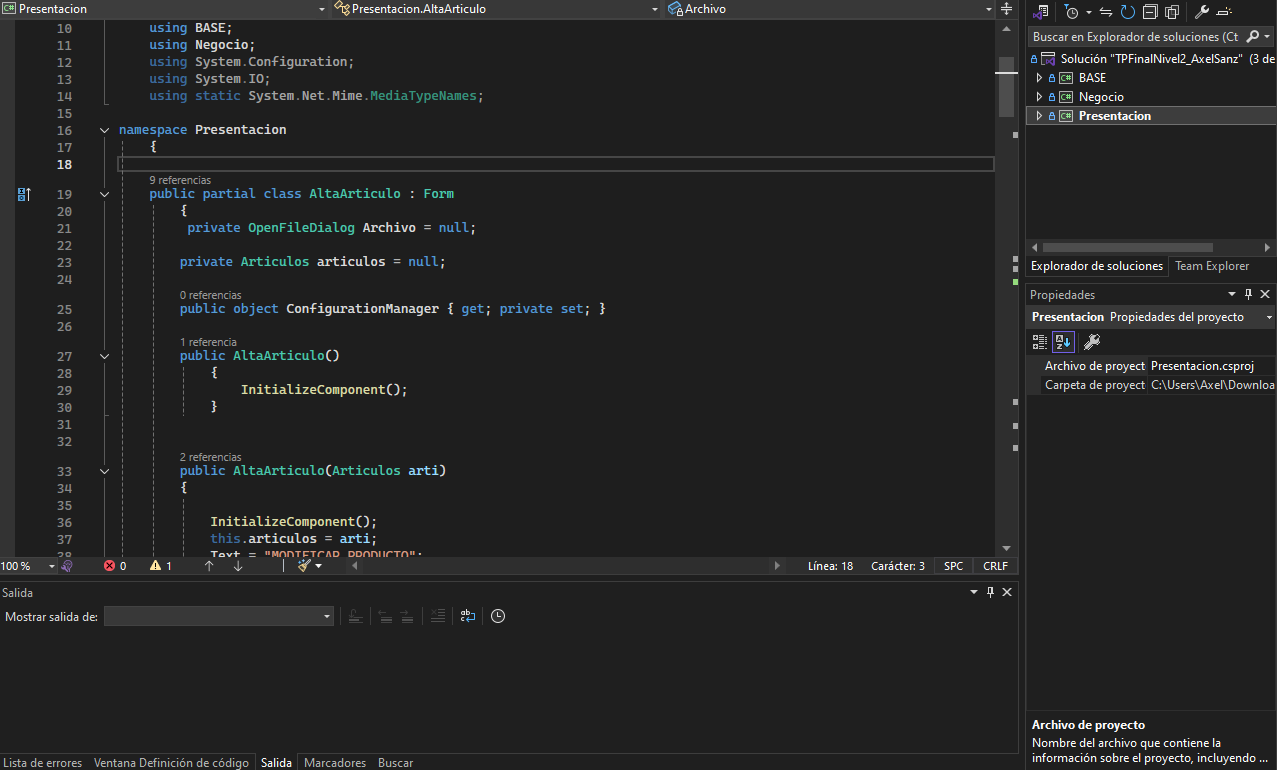 Presentacion
Presentacion.AltaArticulo
Archivo
10 using BASE;
11 using Negocio;
12 using System.Configuration;
13 using System.IO;
14 using static System.Net.Mime.MediaTypeNames;
15
16 namespace Presentacion
17 {
18
9 referencias
19 public partial class AltaArticulo : Form
20 {
21 private OpenFileDialog Archivo = null;
22
23 private Articulos articulos = null;
24
0 referencias
25 public object ConfigurationManager { get; private set; }
26
1 referencia
27 public AltaArticulo()
28 {
29 InitializeComponent();
30 }
31
32
2 referencias
33 public AltaArticulo(Articulos arti)
34 {
35
36 InitializeComponent();
37 this.articulos = arti;
38 Text = "MODIFICAR PRODUCTO";
100 %
0
1
Línea: 18
Carácter: 3
SPC
CRLF
Salida
Mostrar salida de:
Lista de errores
Ventana Definición de código
Salida
Marcadores
Buscar
Buscar en Explorador de soluciones (Ct
Solución "TPFinalNivel2_AxelSanz" (3 de
C# BASE
C# Negocio
C# Presentacion
Explorador de soluciones
Team Explorer
Propiedades
Presentacion Propiedades del proyecto
Archivo de proyect Presentacion.csproj
Carpeta de proyect C:\Users\Axel\Downloa
Archivo de proyecto
Nombre del archivo que contiene la
información sobre el proyecto, incluyendo ...